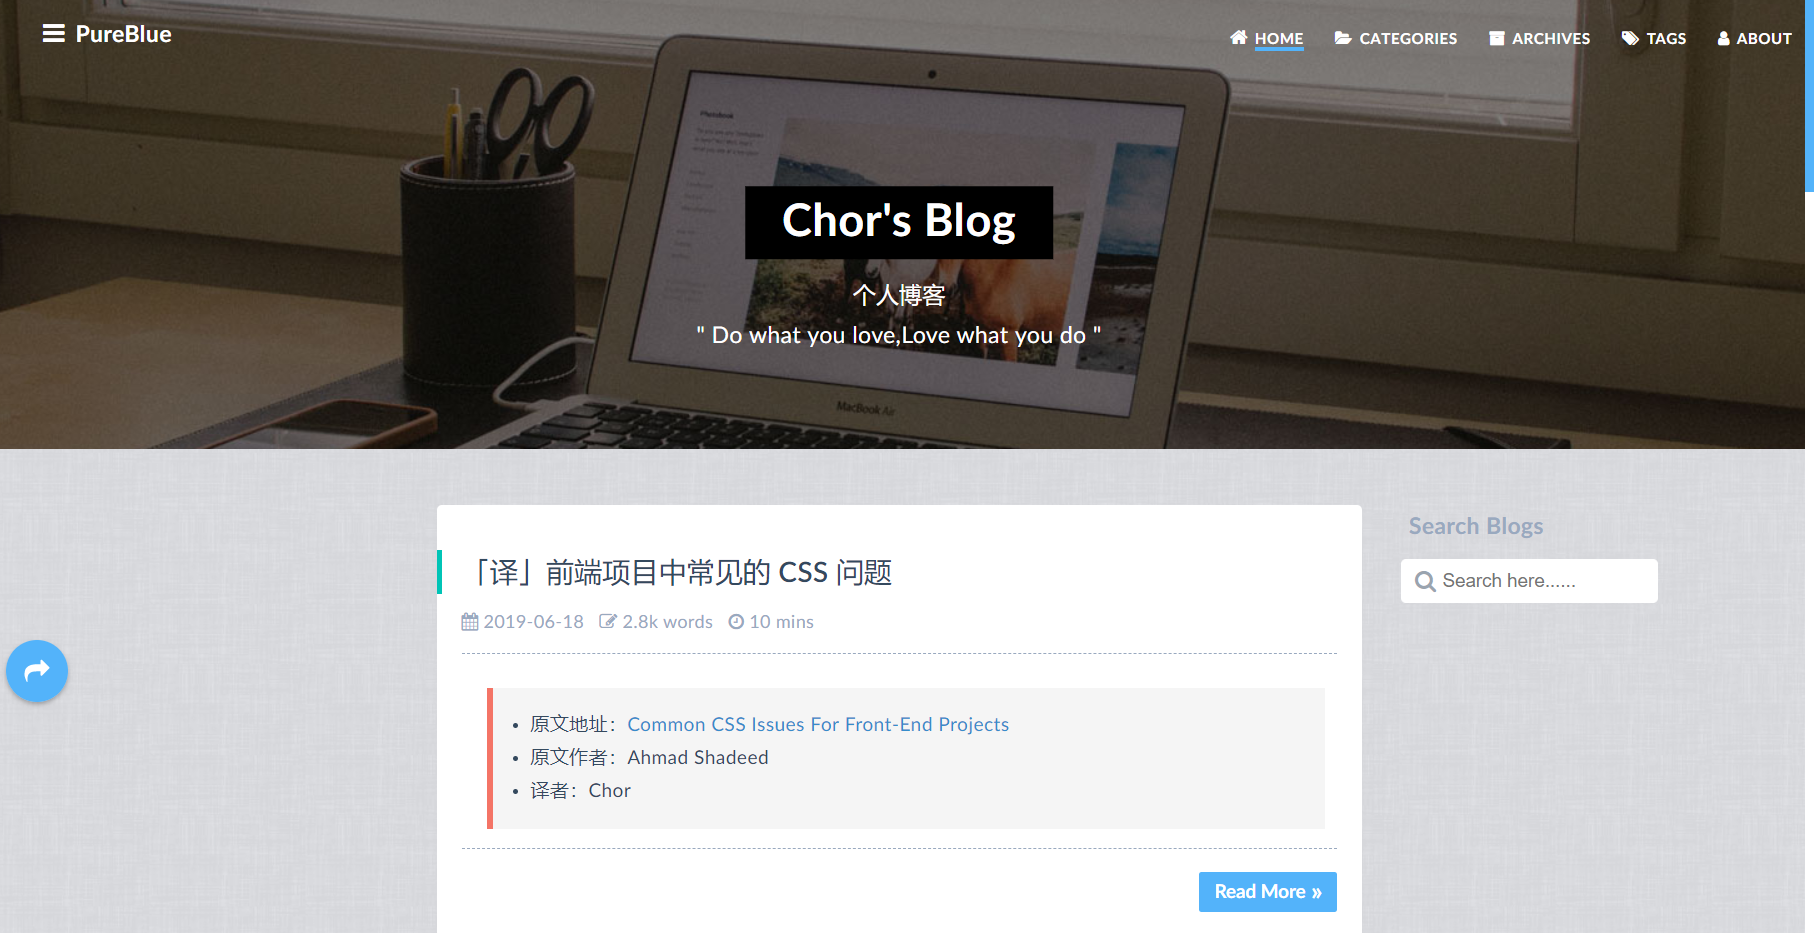 PureBlue
HOME CATEGORIES ARCHIVES TAGS ABOUT
Photobook
Chor's Blog
个人博客
" Do what you love,Love what you do "
MacBook Air
「译」前端项目中常见的 CSS 问题
2019-06-18 2.8k words 10 mins
• 原文地址：Common CSS Issues For Front-End Projects
• 原文作者：Ahmad Shadeed
• 译者：Chor
Read More »
Search Blogs
Search here......